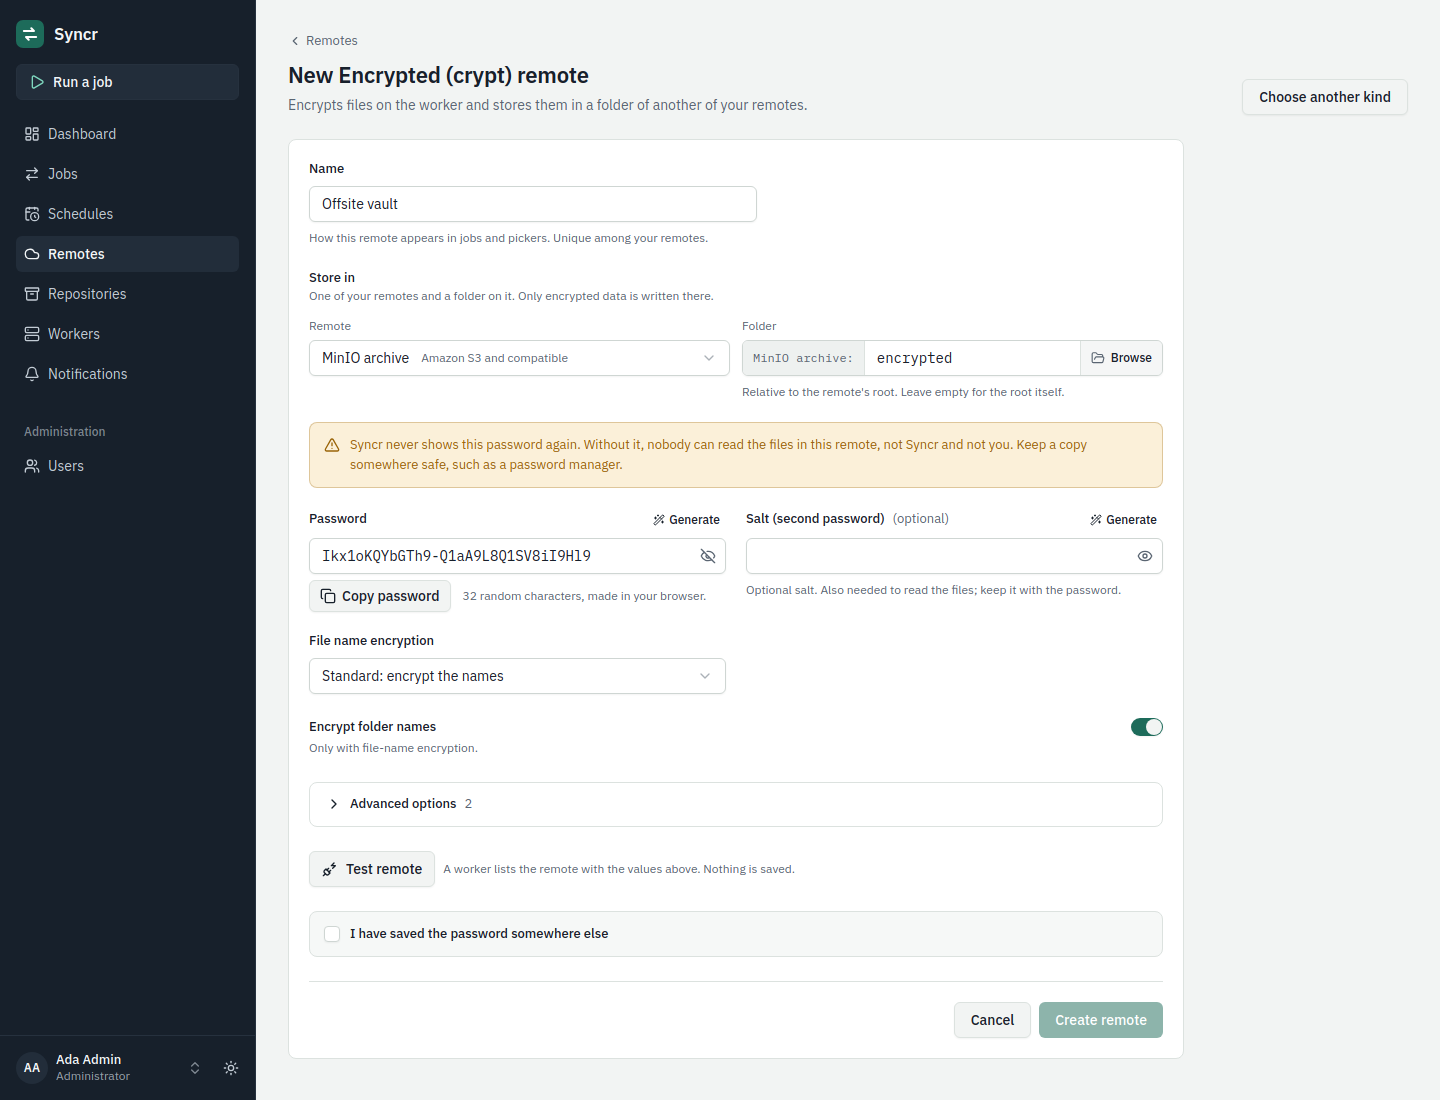 Syncr
Run a job
Dashboard
Jobs
Schedules
Remotes
Repositories
Workers
Notifications
Administration
Users
AA
Ada Admin
Administrator
Remotes
New Encrypted (crypt) remote
Encrypts files on the worker and stores them in a folder of another of your remotes.
Choose another kind
Name
Offsite vault
How this remote appears in jobs and pickers. Unique among your remotes.
Store in
One of your remotes and a folder on it. Only encrypted data is written there.
Remote
MinIO archive Amazon S3 and compatible
Folder
MinIO archive: encrypted Browse
Relative to the remote's root. Leave empty for the root itself.
Syncr never shows this password again. Without it, nobody can read the files in this remote, not Syncr and not you. Keep a copy
somewhere safe, such as a password manager.
Password Generate
Ikx1oKQYbGTh9-Q1aA9L8Q1SV8iI9Hl9
Copy password 32 random characters, made in your browser.
Salt (second password) (optional) Generate
Optional salt. Also needed to read the files; keep it with the password.
File name encryption
Standard: encrypt the names
Encrypt folder names
Only with file-name encryption.
Advanced options 2
Test remote A worker lists the remote with the values above. Nothing is saved.
I have saved the password somewhere else
Cancel
Create remote